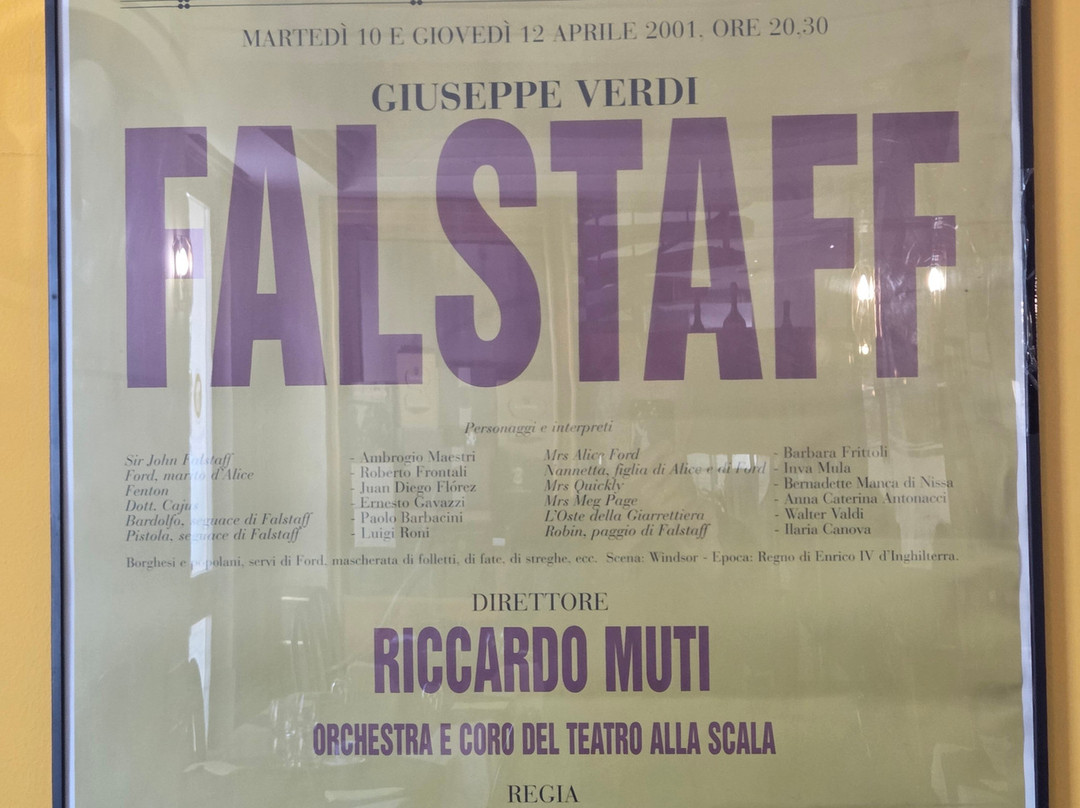 MARTEDÌ 10 E GIOVEDÌ 12 APRILE 2001, ORE 20,30
GIUSEPPE VERDI
FALSTAFF
Personaggi e interpreti
Sir John Falstaff - Ambrogio Maestri
Ford, marito d'Alice - Roberto Frontali
Fenton - Juan Diego Flórez
Dott. Cajus - Ernesto Gavazzi
Bardolfo, seguace di Falstaff - Paolo Barbacini
Pistola, seguace di Falstaff - Luigi Roni
Mrs Alice Ford - Barbara Frittoli
Nannetta, figlia di Alice e di Ford - Inva Mula
Mrs Quickly - Bernadette Manca di Nissa
Mrs Meg Page - Anna Caterina Antonacci
L'Oste della Giarrettiera - Walter Valdi
Robin, paggio di Falstaff - Ilaria Canova
Borghesi e popolani, servi di Ford, mascherata di folletti, di fate, di streghe, ecc. Scena: Windsor - Epoca: Regno di Enrico IV d'Inghilterra.
DIRETTORE
RICCARDO MUTI
ORCHESTRA E CORO DEL TEATRO ALLA SCALA
REGIA